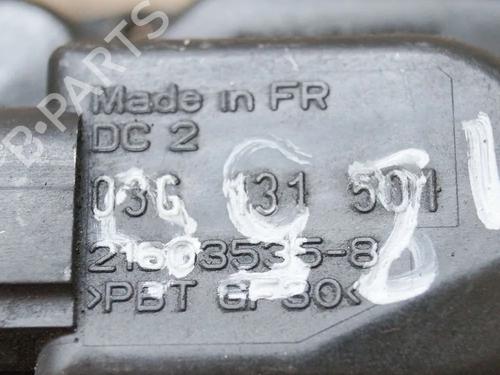 Made in FR
DC 2
03G 131 501
21603535-8
>PBT GF30<
B-PARTS